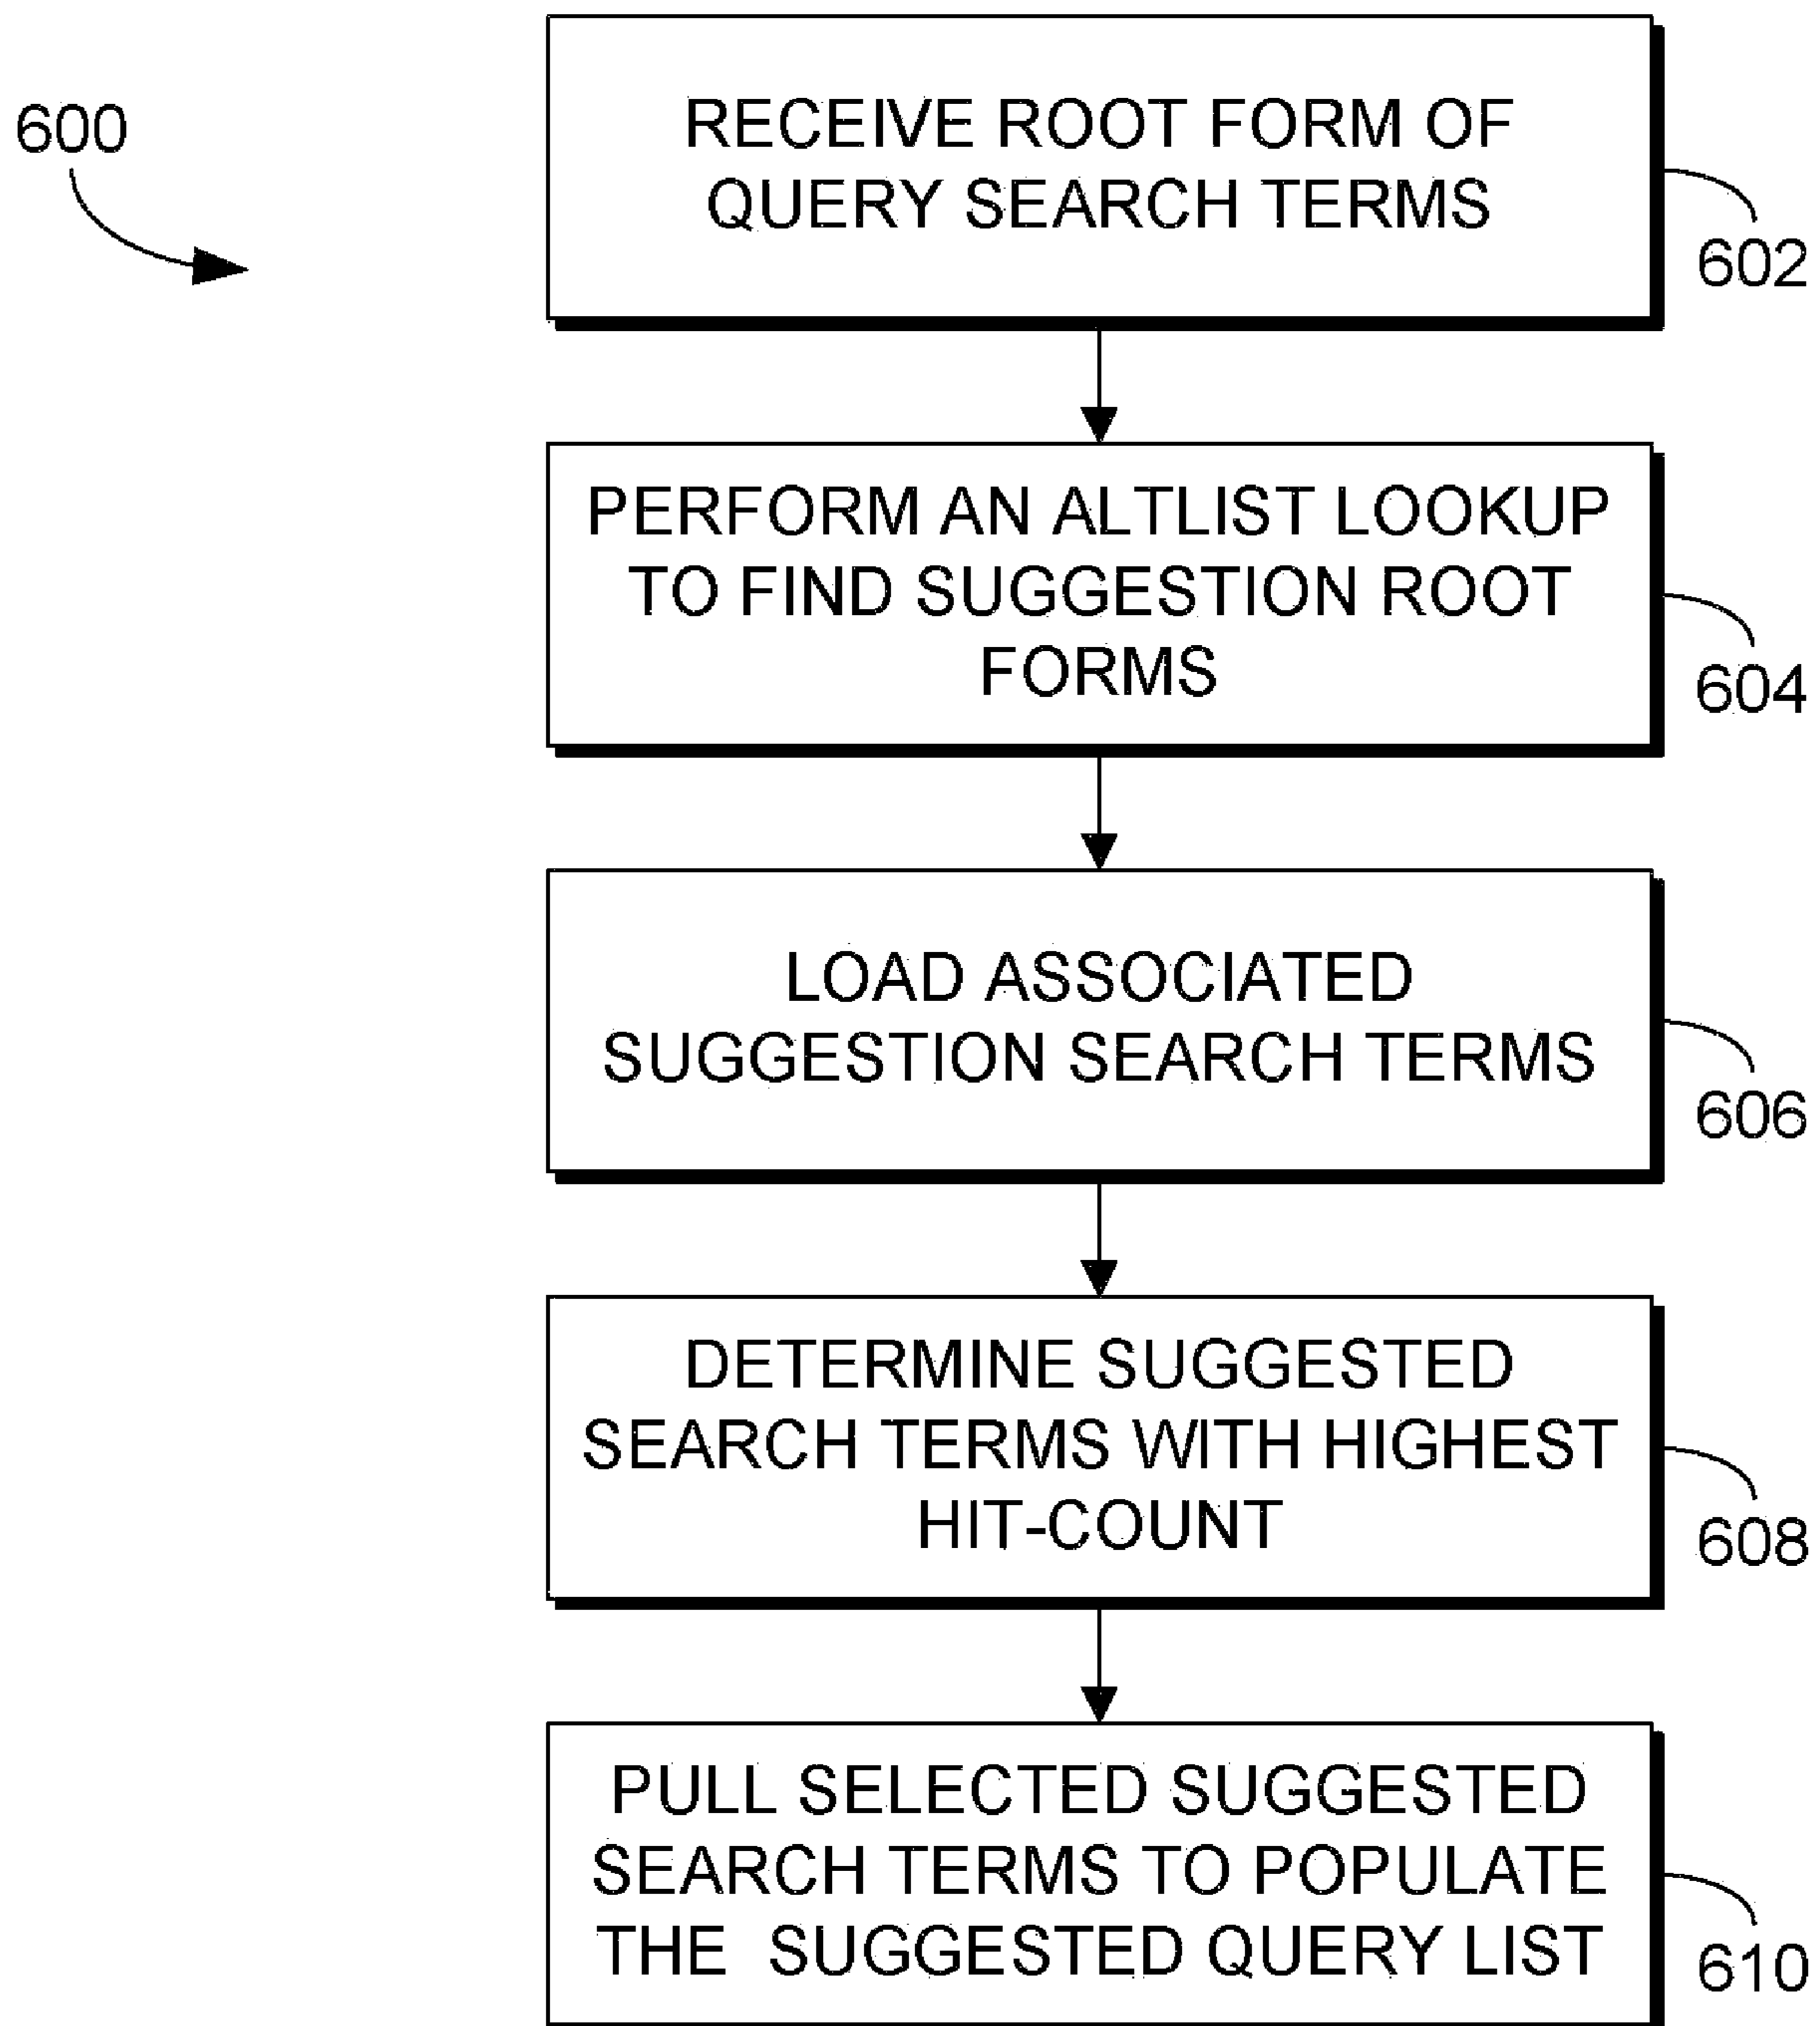 600
RECEIVE ROOT FORM OF
QUERY SEARCH TERMS
602
PERFORM AN ALTLIST LOOKUP
TO FIND SUGGESTION ROOT
FORMS
604
LOAD ASSOCIATED
SUGGESTION SEARCH TERMS
606
DETERMINE SUGGESTED
SEARCH TERMS WITH HIGHEST
HIT-COUNT
608
PULL SELECTED SUGGESTED
SEARCH TERMS TO POPULATE
THE SUGGESTED QUERY LIST
610